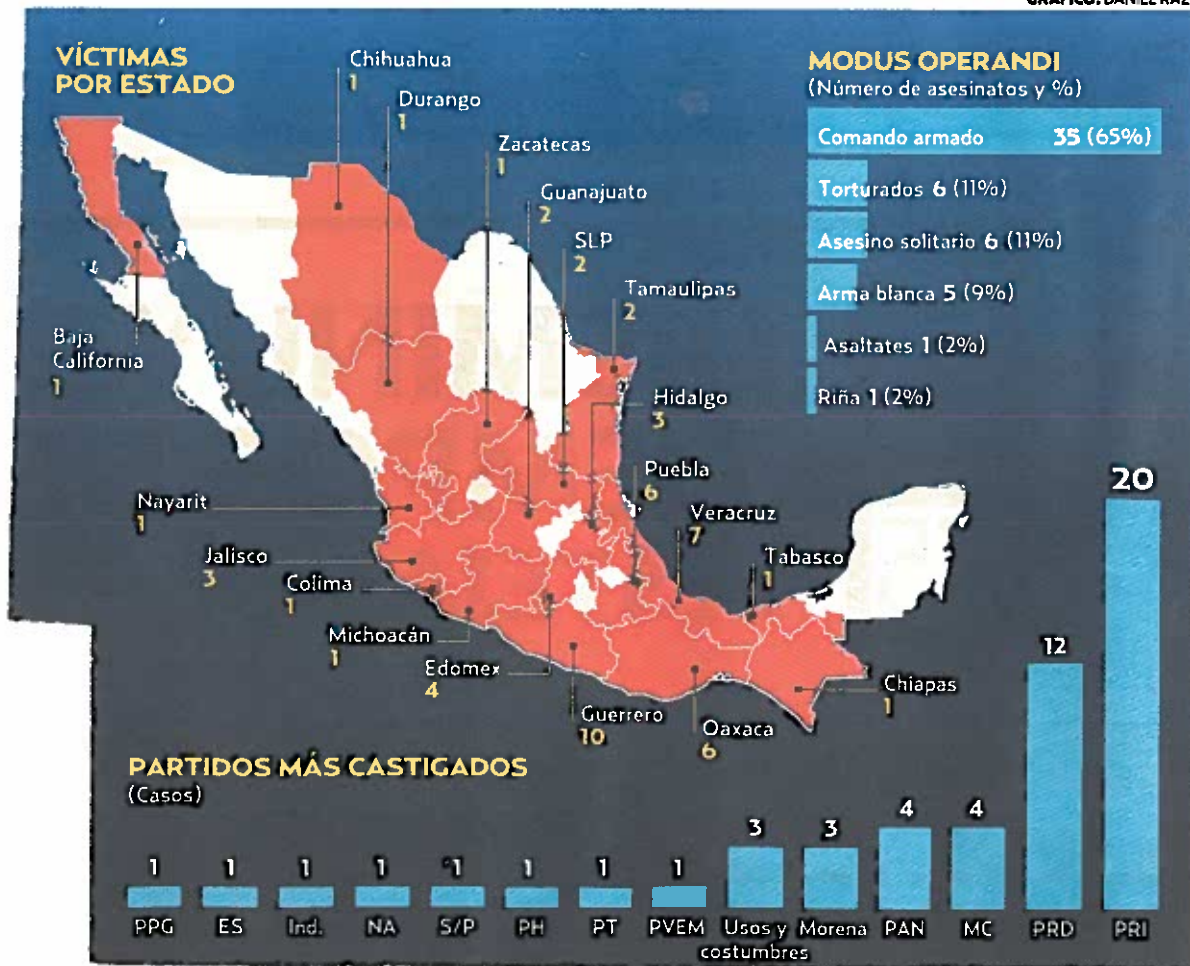 GRÁFICO: DANIEL RAZ
VÍCTIMAS
POR ESTADO
Chihuahua
1
Durango
1
Zacatecas
1
Guanajuato
2
SLP
2
Tamaulipas
2
Baja
California
1
Hidalgo
3
Puebla
6
Veracruz
7
Tabasco
1
Nayarit
1
Jalisco
3
Colima
1
Michoacán
1
Edomex
4
Guerrero
10
Oaxaca
6
Chiapas
1
MODUS OPERANDI
(Número de asesinatos y %)
Comando armado 35 (65%)
Torturados 6 (11%)
Asesino solitario 6 (11%)
Arma blanca 5 (9%)
Asaltates 1 (2%)
Riña 1 (2%)
PARTIDOS MÁS CASTIGADOS
(Casos)
1 1 1 1 1 1 1 1 3 3 4 4 12 20
PPG ES Ind. NA S/P PH PT PVEM Usos y Morena PAN MC PRD PRI
costumbres